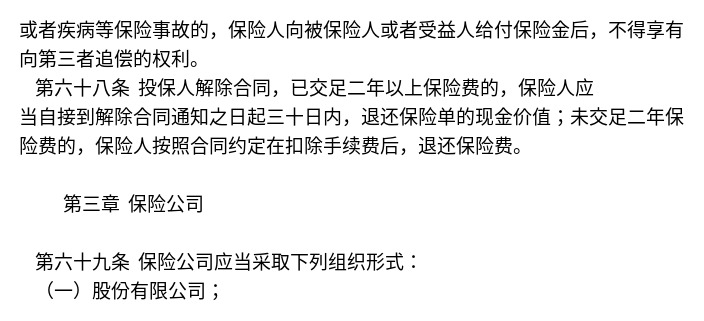 或者疾病等保险事故的，保险人向被保险人或者受益人给付保险金后，不得享有
向第三者追偿的权利。
第六十八条 投保人解除合同，已交足二年以上保险费的，保险人应
当自接到解除合同通知之日起三十日内，退还保险单的现金价值；未交足二年保
险费的，保险人按照合同约定在扣除手续费后，退还保险费。
第三章 保险公司
第六十九条 保险公司应当采取下列组织形式：
（一）股份有限公司；